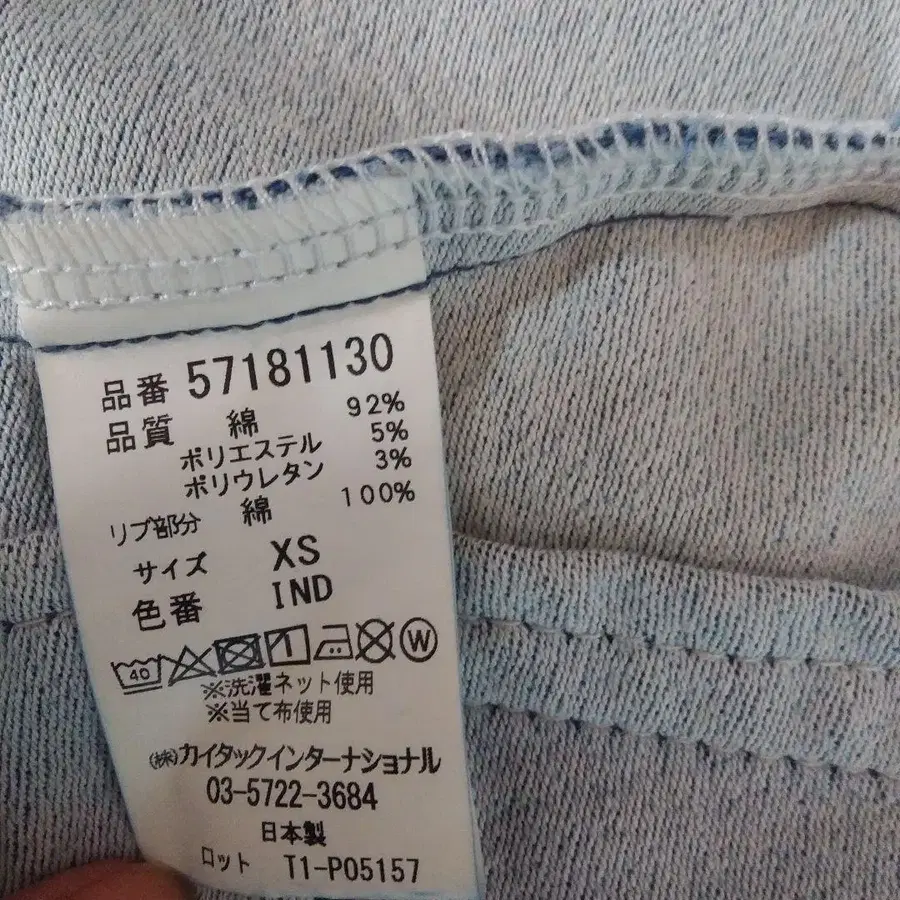 品番 57181130
品質 綿 92%
ポリエステル 5%
ポリウレタン 3%
リブ部分 綿 100%
サイズ XS
色番 IND
40 W
※洗濯ネット使用
※当て布使用
㈱カイタックインターナショナル
03-5722-3684
日本製
ロット T1-P05157